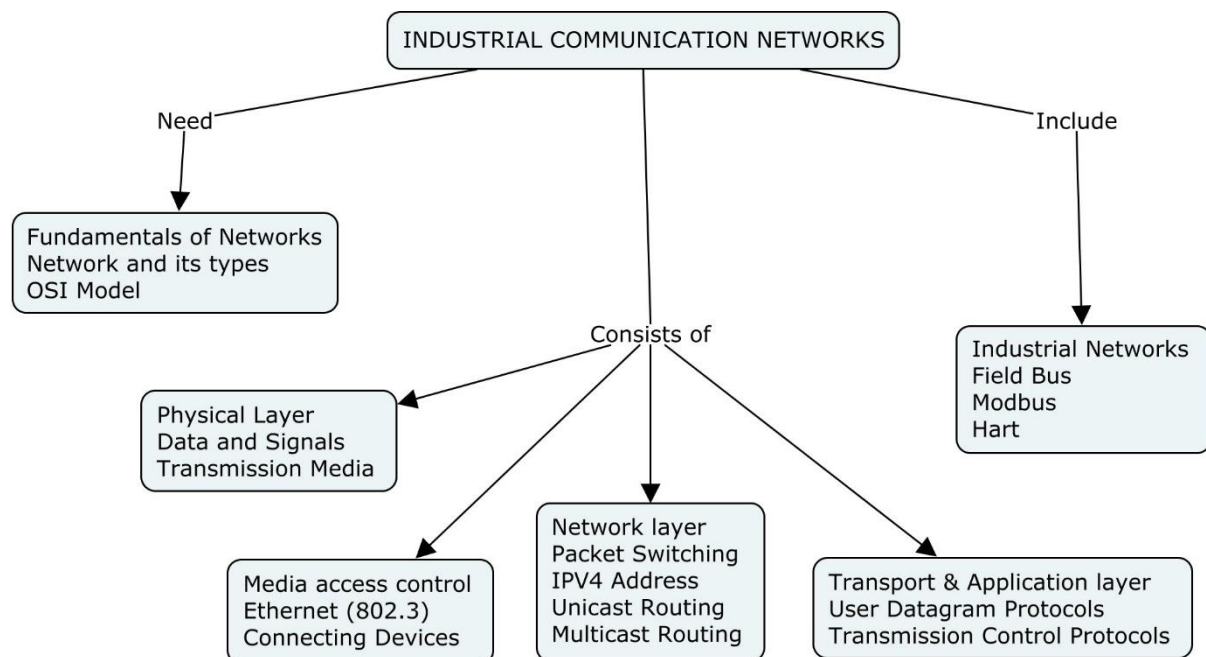 INDUSTRIAL COMMUNICATION NETWORKS
Need
Include
Fundamentals of Networks
Network and its types
OSI Model
Consists of
Industrial Networks
Field Bus
Modbus
Hart
Physical Layer
Data and Signals
Transmission Media
Media access control
Ethernet (802.3)
Connecting Devices
Network layer
Packet Switching
IPV4 Address
Unicast Routing
Multicast Routing
Transport & Application layer
User Datagram Protocols
Transmission Control Protocols